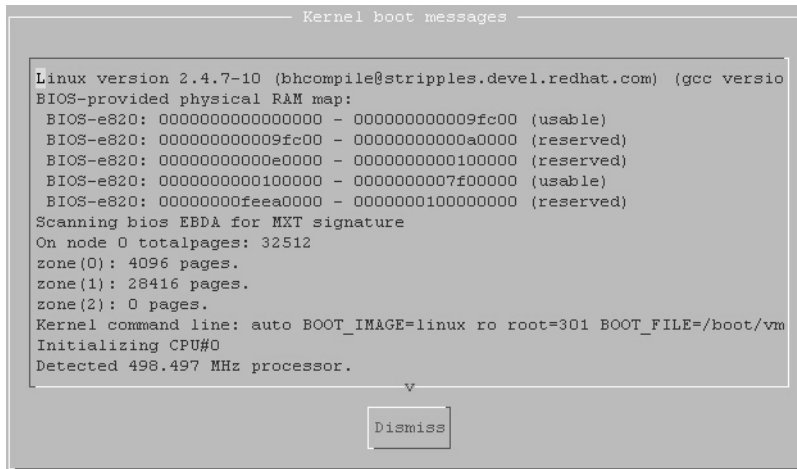 Kernel boot messages
Linux version 2.4.7-10 (bhcompile@stripples.devel.redhat.com) (gcc versio
BIOS-provided physical RAM map:
BIOS-e820: 0000000000000000 - 000000000009fc00 (usable)
BIOS-e820: 000000000009fc00 - 00000000000a0000 (reserved)
BIOS-e820: 00000000000e0000 - 0000000000100000 (reserved)
BIOS-e820: 0000000000100000 - 0000000007f00000 (usable)
BIOS-e820: 00000000feea0000 - 0000000100000000 (reserved)
Scanning bios EBDA for MXT signature
On node 0 totalpages: 32512
zone(0): 4096 pages.
zone(1): 28416 pages.
zone(2): 0 pages.
Kernel command line: auto BOOT_IMAGE=linux ro root=301 BOOT_FILE=/boot/vm
Initializing CPU#0
Detected 498.497 MHz processor.
v
Dismiss